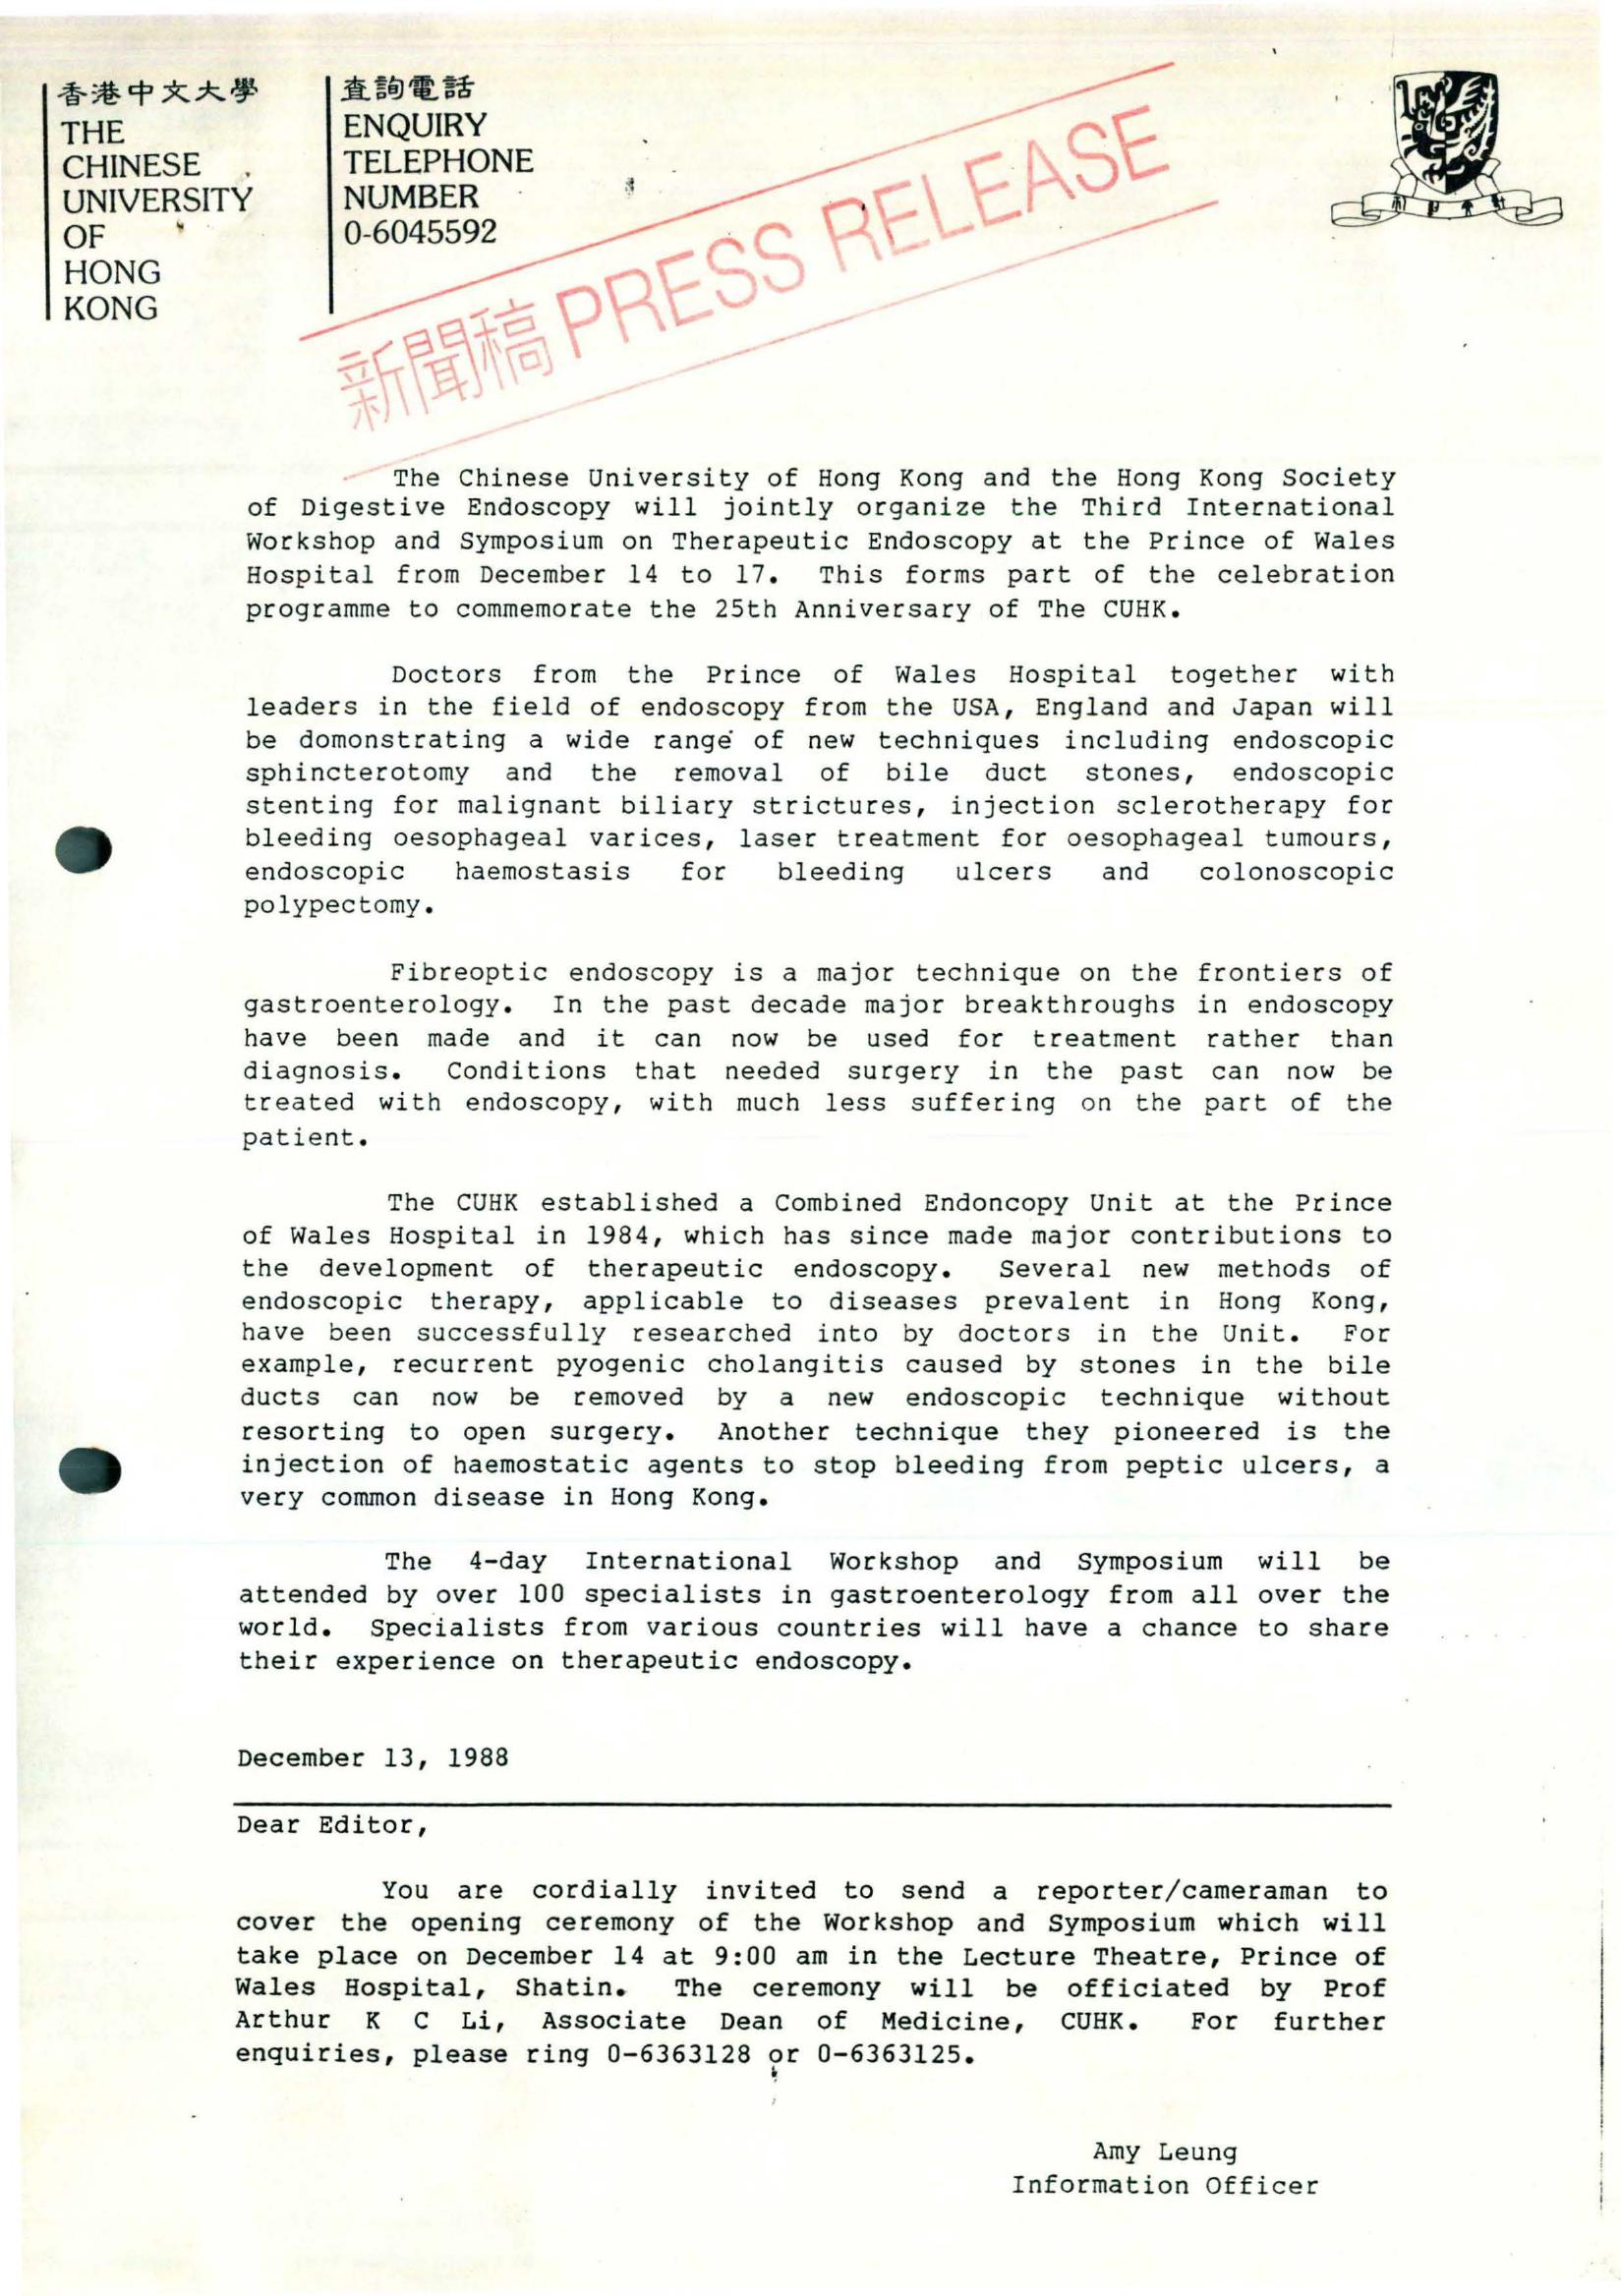 香港中文大學
THE
CHINESE
UNIVERSITY
OF
HONG
KONG
查詢電話
ENQUIRY
TELEPHONE
NUMBER
0-6045592
新聞稿 PRESS RELEASE
The Chinese University of Hong Kong and the Hong Kong Society
of Digestive Endoscopy will jointly organize the Third International
Workshop and Symposium on Therapeutic Endoscopy at the Prince of Wales
Hospital from December 14 to 17. This forms part of the celebration
programme to commemorate the 25th Anniversary of The CUHK.
Doctors from the Prince of Wales Hospital together with
leaders in the field of endoscopy from the USA, England and Japan will
be domonstrating a wide range of new techniques including endoscopic
sphincterotomy and the removal of bile duct stones, endoscopic
stenting for malignant biliary strictures, injection sclerotherapy for
bleeding oesophageal varices, laser treatment for oesophageal tumours,
endoscopic haemostasis for bleeding ulcers and colonoscopic
polypectomy.
Fibreoptic endoscopy is a major technique on the frontiers of
gastroenterology. In the past decade major breakthroughs in endoscopy
have been made and it can now be used for treatment rather than
diagnosis. Conditions that needed surgery in the past can now be
treated with endoscopy, with much less suffering on the part of the
patient.
The CUHK established a Combined Endoncopy Unit at the Prince
of Wales Hospital in 1984, which has since made major contributions to
the development of therapeutic endoscopy. Several new methods of
endoscopic therapy, applicable to diseases prevalent in Hong Kong,
have been successfully researched into by doctors in the Unit. For
example, recurrent pyogenic cholangitis caused by stones in the bile
ducts can now be removed by a new endoscopic technique without
resorting to open surgery. Another technique they pioneered is the
injection of haemostatic agents to stop bleeding from peptic ulcers, a
very common disease in Hong Kong.
The 4-day International Workshop and Symposium will be
attended by over 100 specialists in gastroenterology from all over the
world. Specialists from various countries will have a chance to share
their experience on therapeutic endoscopy.
December 13, 1988
Dear Editor,
You are cordially invited to send a reporter/cameraman to
cover the opening ceremony of the Workshop and Symposium which will
take place on December 14 at 9:00 am in the Lecture Theatre, Prince of
Wales Hospital, Shatin. The ceremony will be officiated by Prof
Arthur K C Li, Associate Dean of Medicine, CUHK. For further
enquiries, please ring 0-6363128 or 0-6363125.
Amy Leung
Information Officer